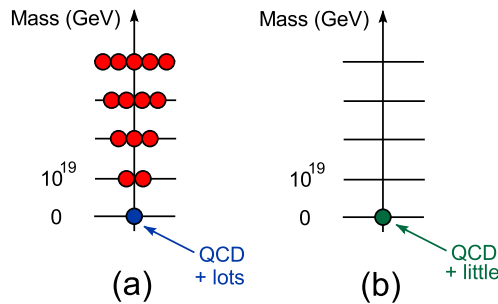 Mass (GeV)
10^19
0
QCD
+ lots
(a)
Mass (GeV)
10^19
0
QCD
+ little
(b)